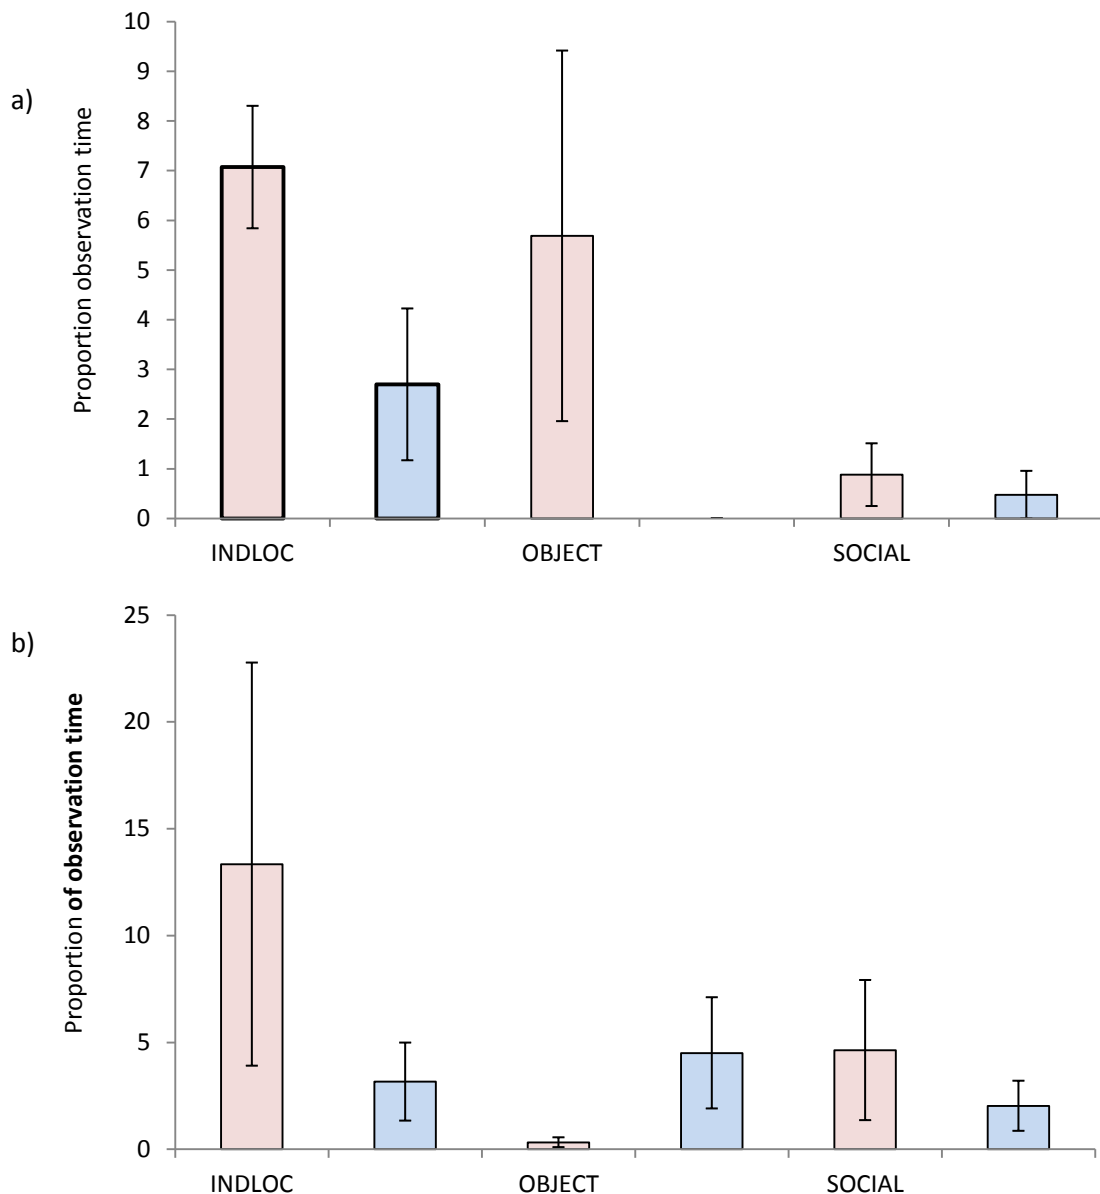 a)
Proportion observation time
10
9
8
7
6
5
4
3
2
1
0
INDLOC OBJECT SOCIAL
b)
Proportion of observation time
25
20
15
10
5
0
INDLOC OBJECT SOCIAL